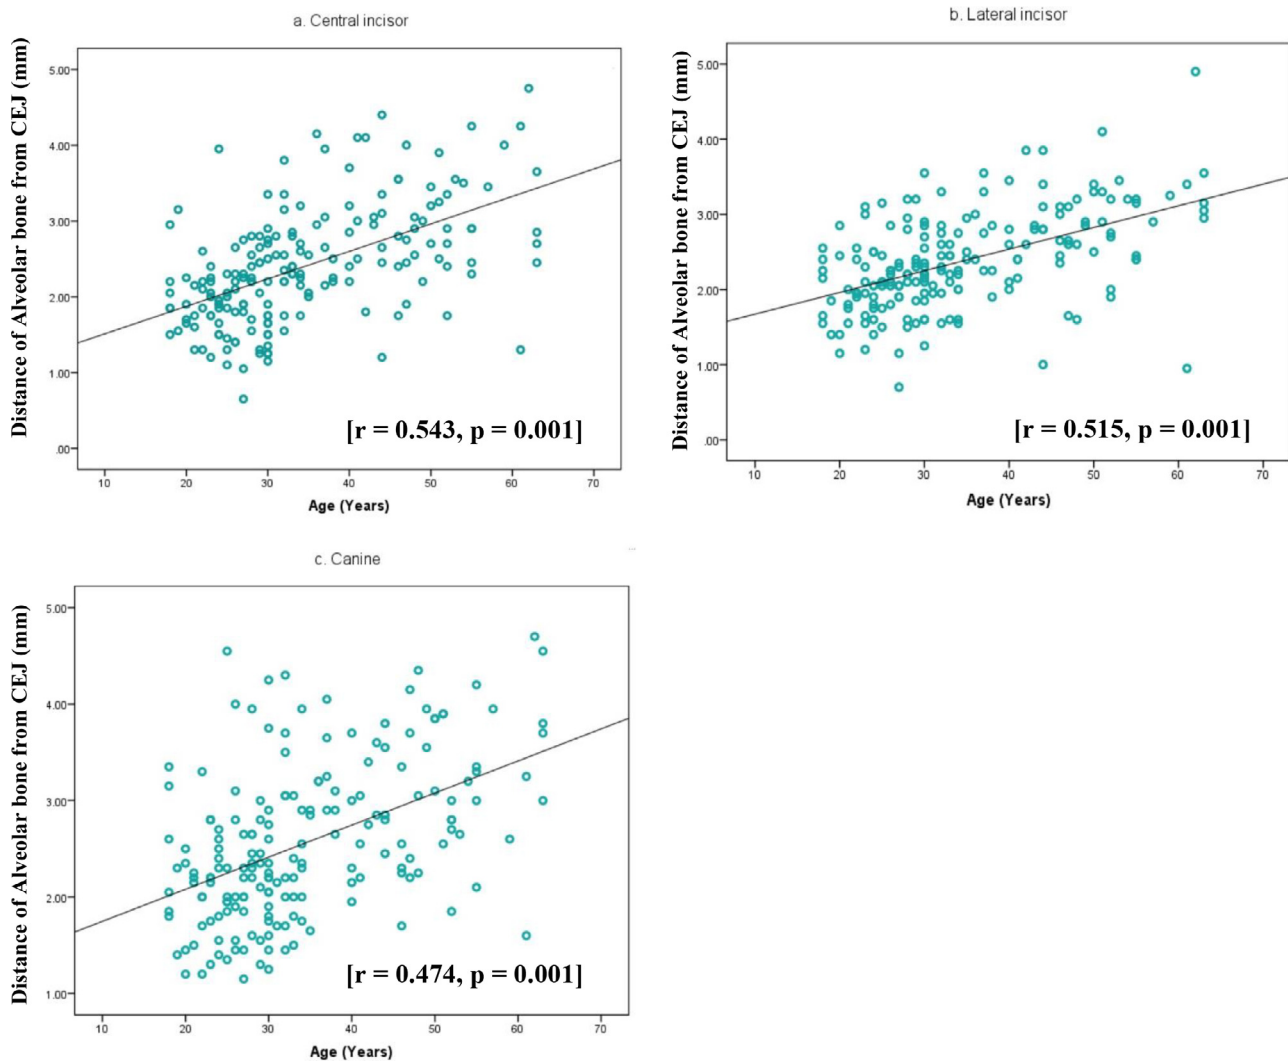 a. Central incisor
Distance of Alveolar bone from CEJ (mm)
5.00
4.00
3.00
2.00
1.00
.00
[r = 0.543, p = 0.001]
10 20 30 40 50 60 70
Age (Years)
b. Lateral incisor
Distance of Alveolar bone from CEJ (mm)
5.00
4.00
3.00
2.00
1.00
.00
[r = 0.515, p = 0.001]
10 20 30 40 50 60 70
Age (Years)
c. Canine
Distance of Alveolar bone from CEJ (mm)
5.00
4.00
3.00
2.00
1.00
[r = 0.474, p = 0.001]
10 20 30 40 50 60 70
Age (Years)